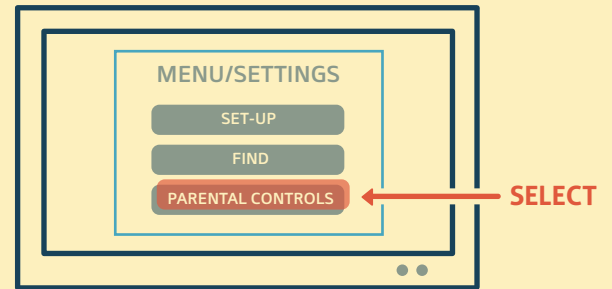 MENU/SETTINGS
SET-UP
FIND
PARENTAL CONTROLS
SELECT